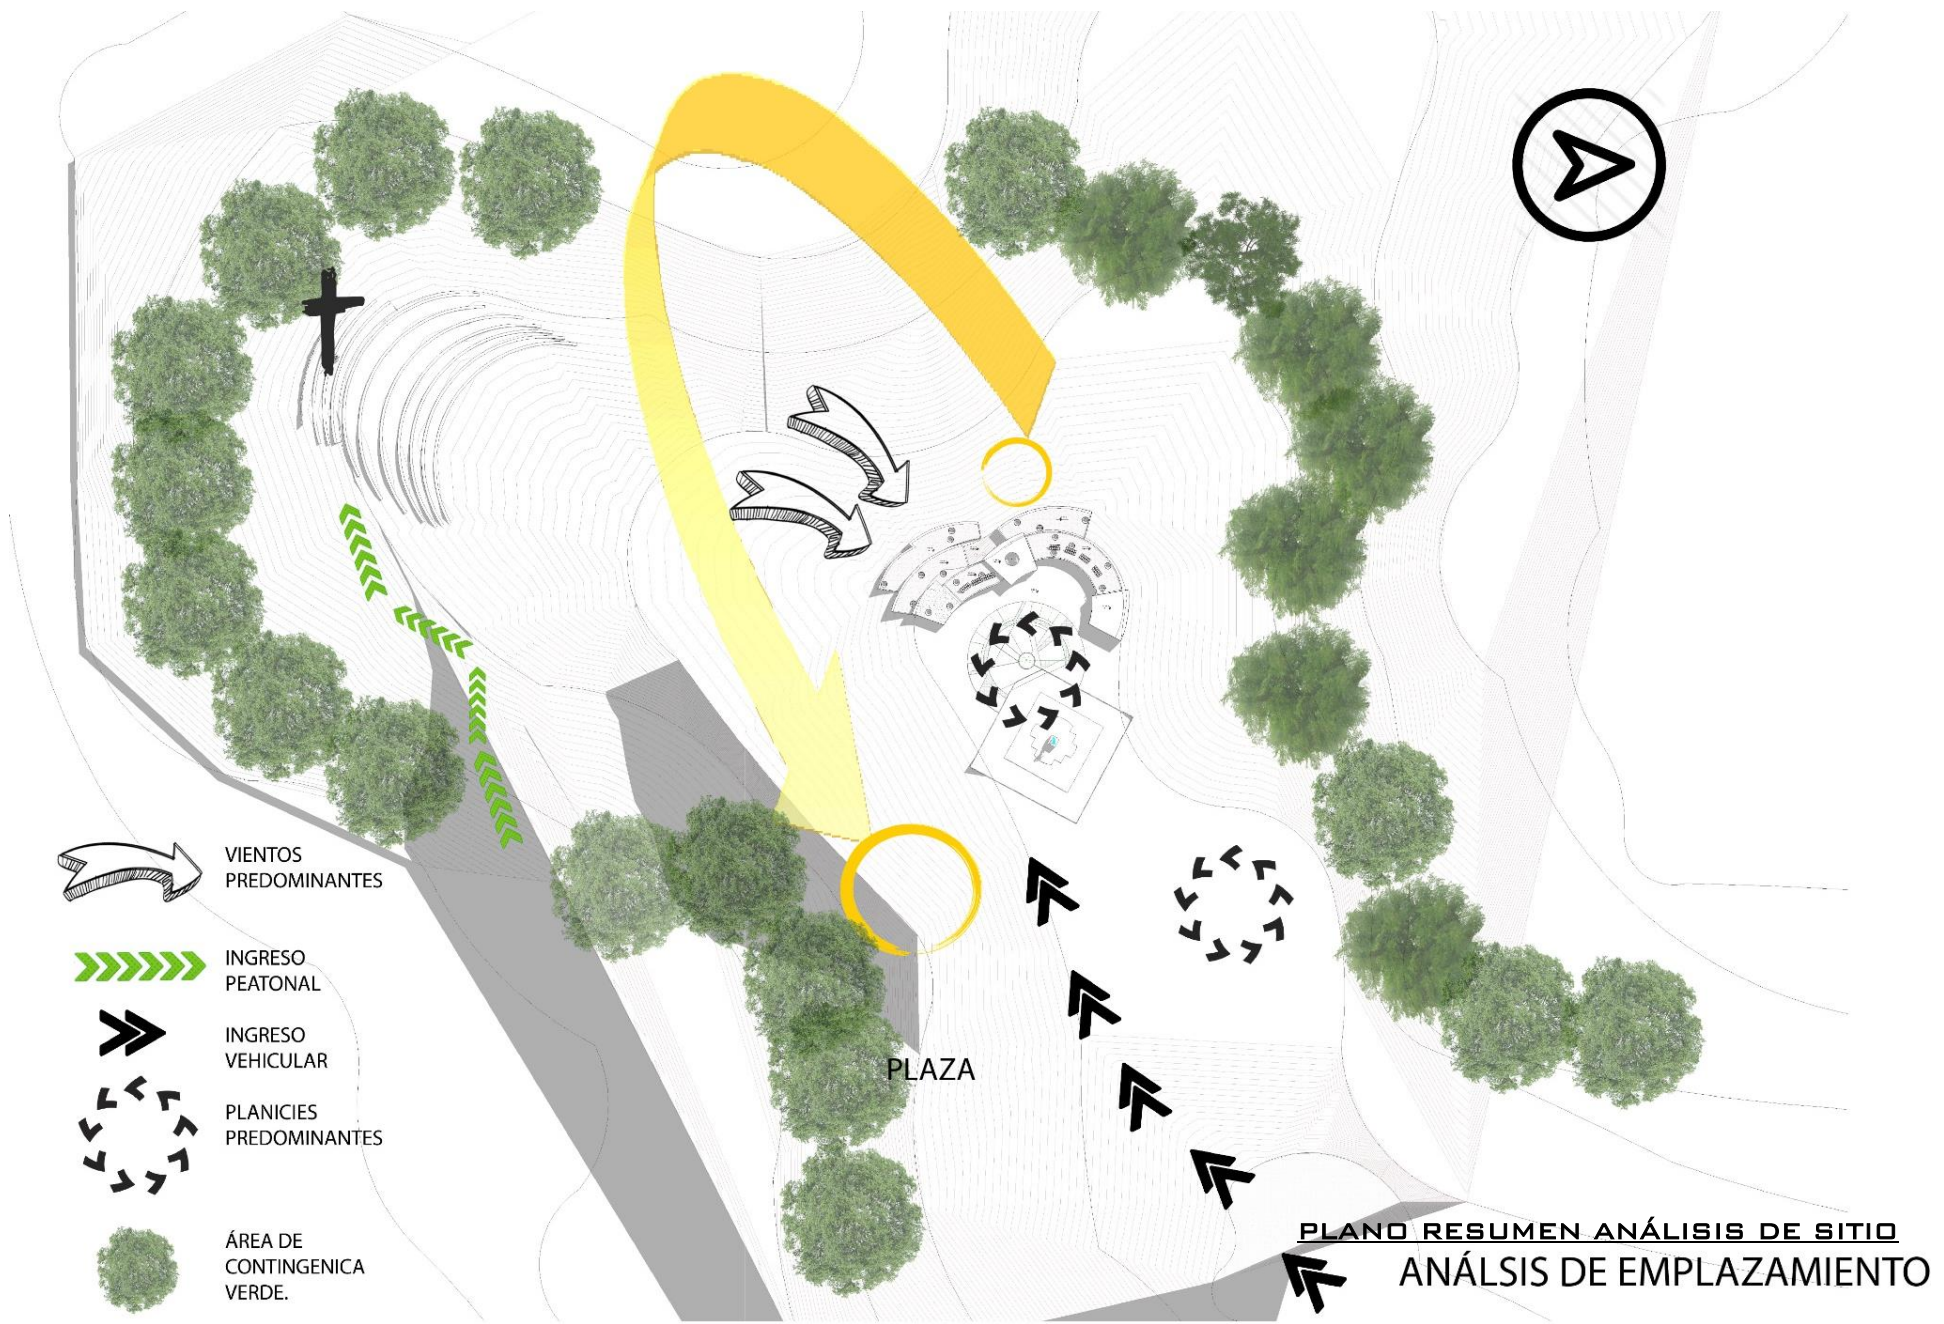 VIENTOS
PREDOMINANTES
INGRESO
PEATONAL
INGRESO
VEHICULAR
PLANICIES
PREDOMINANTES
ÁREA DE
CONTINGENICA
VERDE.
PLAZA
PLANO RESUMEN ANÁLISIS DE SITIO
ANÁLSIS DE EMPLAZAMIENTO